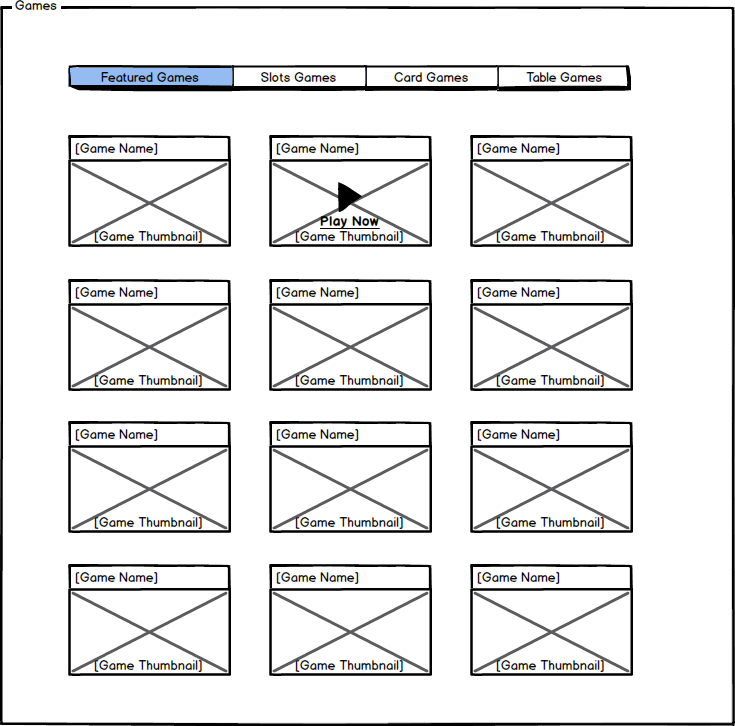 Games
Featured Games Slots Games Card Games Table Games
[Game Name] [Game Name] [Game Name]
Play Now
[Game Thumbnail] [Game Thumbnail] [Game Thumbnail]
[Game Name] [Game Name] [Game Name]
[Game Thumbnail] [Game Thumbnail] [Game Thumbnail]
[Game Name] [Game Name] [Game Name]
[Game Thumbnail] [Game Thumbnail] [Game Thumbnail]
[Game Name] [Game Name] [Game Name]
[Game Thumbnail] [Game Thumbnail] [Game Thumbnail]